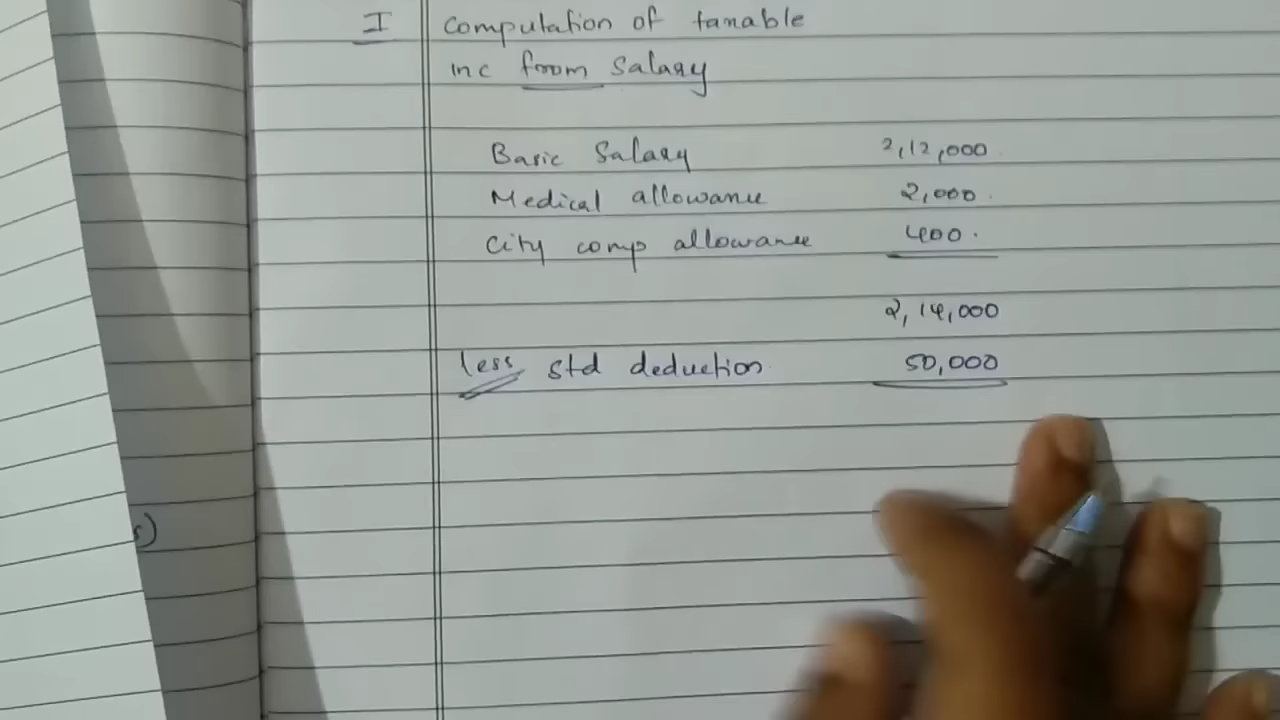 I computation of tanable
inc from salary
Basic Salary 2,12,000
Medical allowance 2,000
City comp allowance 400
2,14,000
less std deduction 50,000
s)